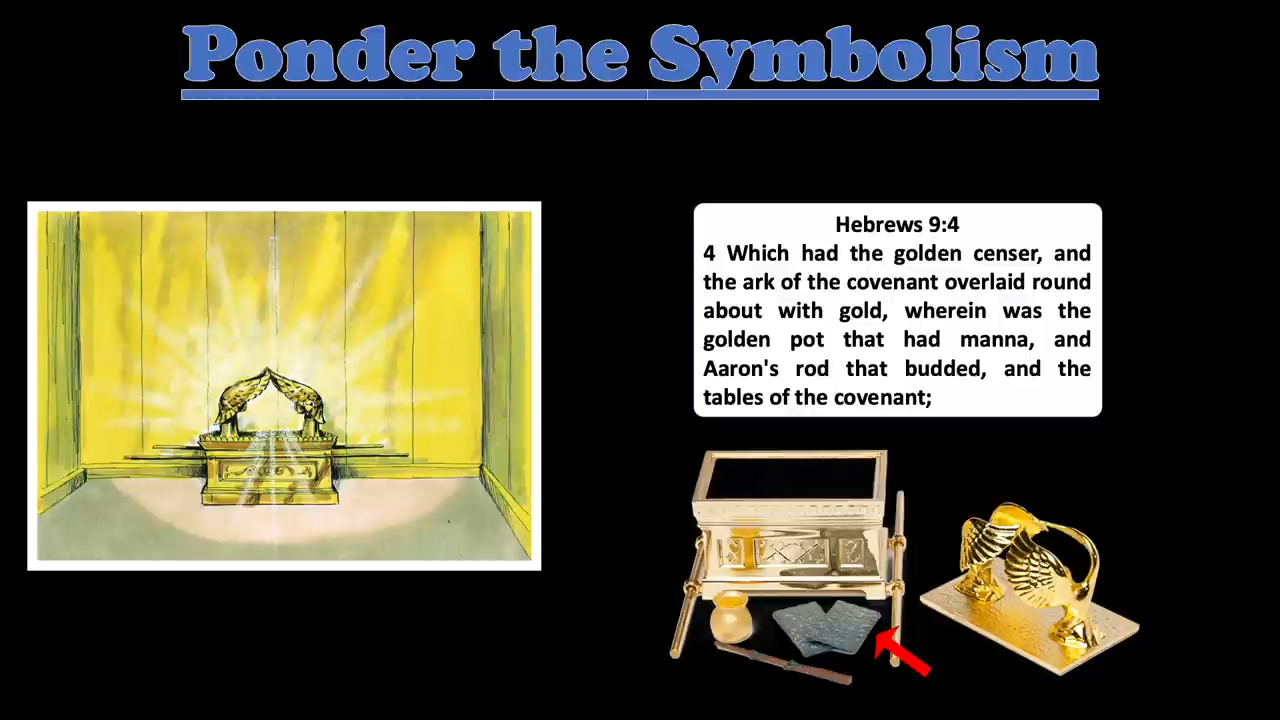 Ponder the Symbolism
Hebrews 9:4
4 Which had the golden censer, and
the ark of the covenant overlaid round
about with gold, wherein was the
golden pot that had manna, and
Aaron's rod that budded, and the
tables of the covenant;